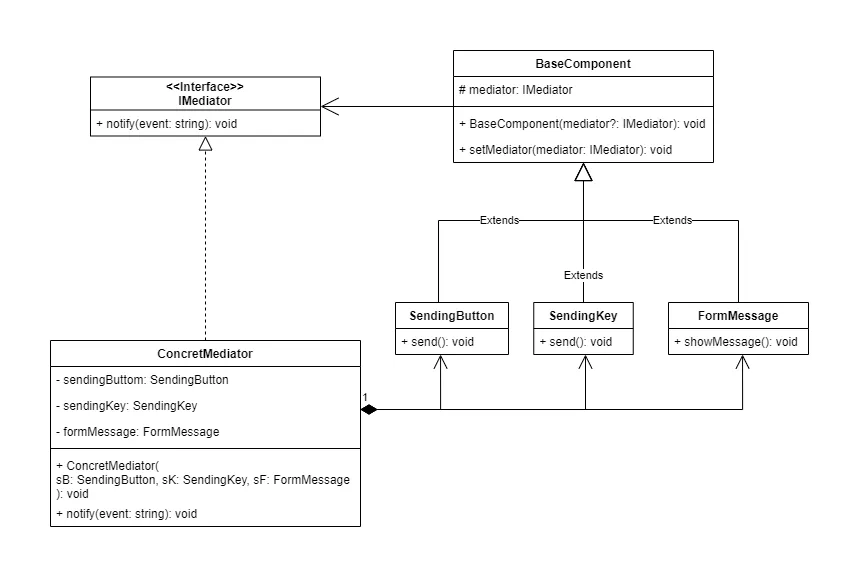 <<Interface>>
IMediator
+ notify(event: string): void
BaseComponent
# mediator: IMediator
+ BaseComponent(mediator?: IMediator): void
+ setMediator(mediator: IMediator): void
Extends
Extends
Extends
SendingButton
+ send(): void
SendingKey
+ send(): void
FormMessage
+ showMessage(): void
ConcretMediator
- sendingButtom: SendingButton
- sendingKey: SendingKey
- formMessage: FormMessage
+ ConcretMediator(
sB: SendingButton, sK: SendingKey, sF: FormMessage
): void
+ notify(event: string): void
1